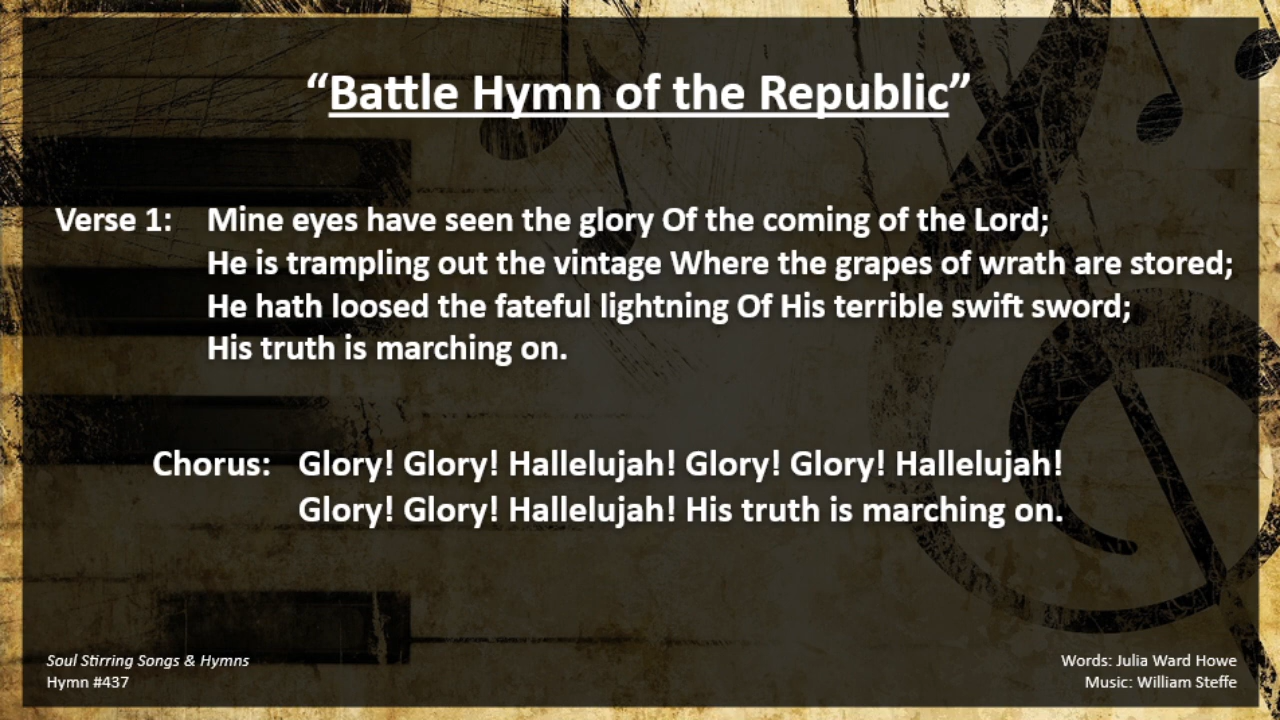 “Battle Hymn of the Republic”
Verse 1: Mine eyes have seen the glory Of the coming of the Lord;
He is trampling out the vintage Where the grapes of wrath are stored;
He hath loosed the fateful lightning Of His terrible swift sword;
His truth is marching on.
Chorus: Glory! Glory! Hallelujah! Glory! Glory! Hallelujah!
Glory! Glory! Hallelujah! His truth is marching on.
Soul Stirring Songs & Hymns
Hymn #437
Words: Julia Ward Howe
Music: William Steffe